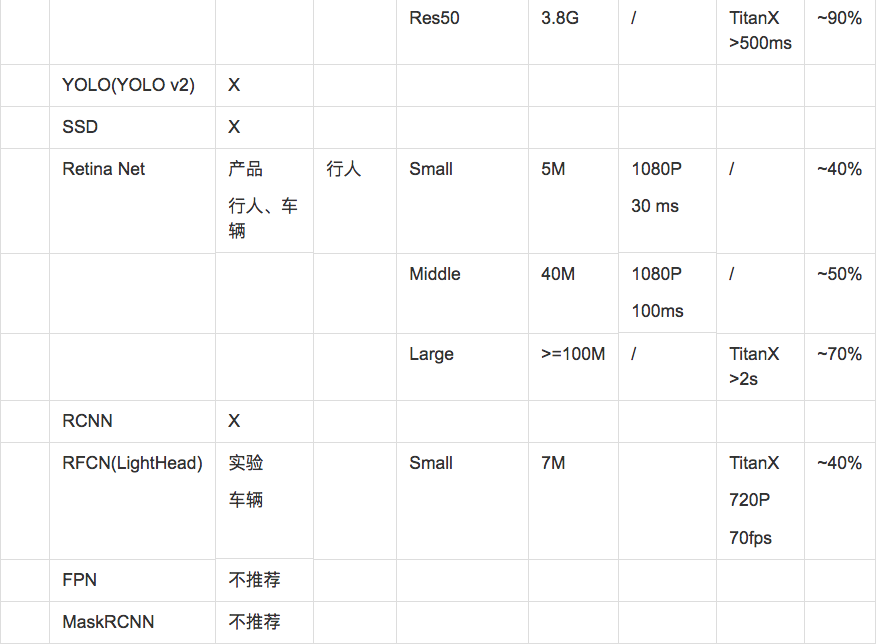 Res50 3.8G / TitanX ~90%
>500ms
YOLO(YOLO v2) X
SSD X
Retina Net 产品 行人 Small 5M 1080P / ~40%
行人、车 30 ms
辆
Middle 40M 1080P / ~50%
100ms
Large >=100M / TitanX ~70%
>2s
RCNN X
RFCN(LightHead) 实验 Small 7M TitanX ~40%
车辆 720P
70fps
FPN 不推荐
MaskRCNN 不推荐